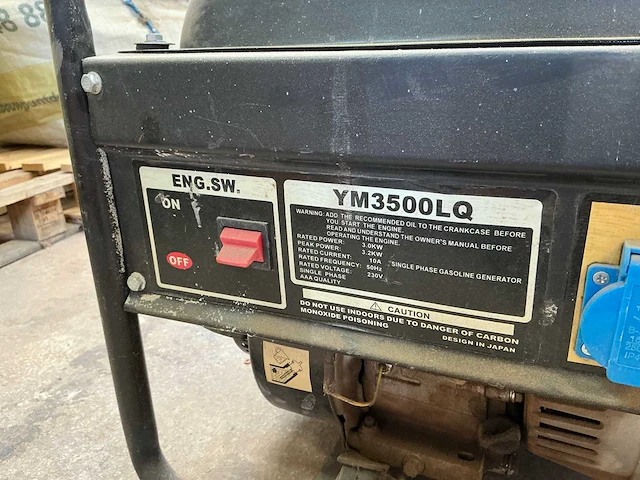 ENG.SW.
ON
OFF
YM3500LQ
WARNING: ADD THE RECOMMENDED OIL TO THE CRANKCASE BEFORE
YOU START THE ENGINE.
READ AND UNDERSTAND THE OWNER'S MANUAL BEFORE
OPERATING THE ENGINE.
RATED POWER: 3.0KW
PEAK POWER: 3.2KW
RATED CURRENT: 10A
RATED FREQUENCY: 50Hz
RATED VOLTAGE: 230V
SINGLE PHASE
AAA QUALITY
SINGLE PHASE GASOLINE GENERATOR
CAUTION
DO NOT USE INDOORS DUE TO DANGER OF CARBON
MONOXIDE POISONING
DESIGN IN JAPAN